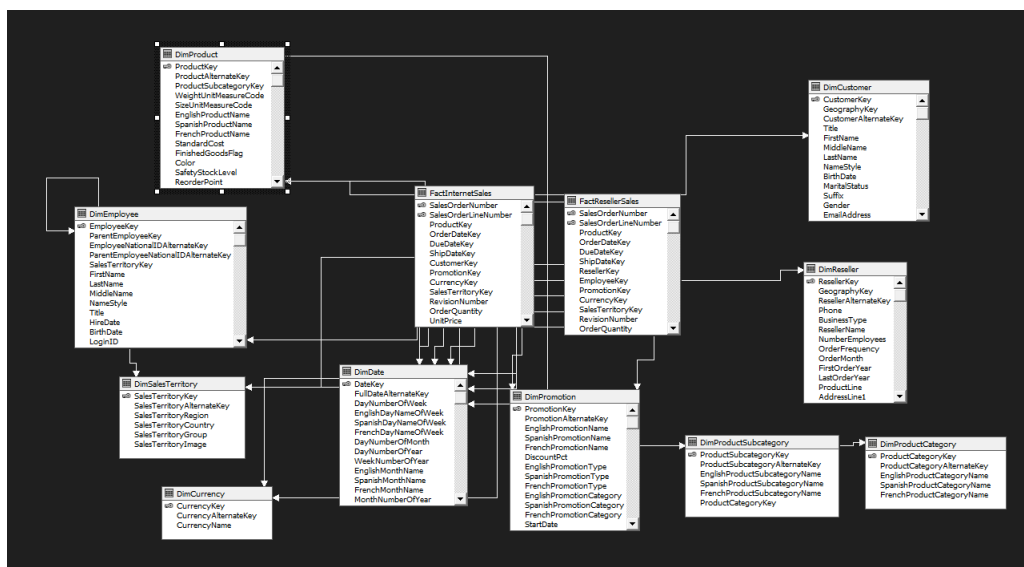 DimProduct
ProductKey
ProductAlternateKey
ProductSubcategoryKey
WeightUnitMeasureCode
SizeUnitMeasureCode
EnglishProductName
SpanishProductName
FrenchProductName
StandardCost
FinishedGoodsFlag
Color
SafetyStockLevel
ReorderPoint
DimCustomer
CustomerKey
GeographyKey
CustomerAlternateKey
Title
FirstName
MiddleName
LastName
NameStyle
BirthDate
MaritalStatus
Suffix
Gender
EmailAddress
FactInternetSales
SalesOrderNumber
SalesOrderLineNumber
ProductKey
OrderDateKey
DueDateKey
ShipDateKey
CustomerKey
PromotionKey
CurrencyKey
SalesTerritoryKey
RevisionNumber
OrderQuantity
UnitPrice
FactResellerSales
SalesOrderNumber
SalesOrderLineNumber
ProductKey
OrderDateKey
DueDateKey
ShipDateKey
ResellerKey
EmployeeKey
PromotionKey
CurrencyKey
SalesTerritoryKey
RevisionNumber
OrderQuantity
DimEmployee
EmployeeKey
ParentEmployeeKey
EmployeeNationalIDAlternateKey
ParentEmployeeNationalIDAlternateKey
SalesTerritoryKey
FirstName
LastName
MiddleName
NameStyle
Title
HireDate
BirthDate
LoginID
DimReseller
ResellerKey
GeographyKey
ResellerAlternateKey
Phone
BusinessType
ResellerName
NumberEmployees
OrderFrequency
OrderMonth
FirstOrderYear
LastOrderYear
ProductLine
AddressLine1
DimSalesTerritory
SalesTerritoryKey
SalesTerritoryAlternateKey
SalesTerritoryRegion
SalesTerritoryCountry
SalesTerritoryGroup
SalesTerritoryImage
DimDate
DateKey
FullDateAlternateKey
DayNumberOfWeek
EnglishDayNameOfWeek
SpanishDayNameOfWeek
FrenchDayNameOfWeek
DayNumberOfMonth
DayNumberOfYear
WeekNumberOfYear
EnglishMonthName
SpanishMonthName
FrenchMonthName
MonthNumberOfYear
DimPromotion
PromotionKey
PromotionAlternateKey
EnglishPromotionName
SpanishPromotionName
FrenchPromotionName
DiscountPct
EnglishPromotionType
SpanishPromotionType
FrenchPromotionType
EnglishPromotionCategory
SpanishPromotionCategory
FrenchPromotionCategory
StartDate
DimProductSubcategory
ProductSubcategoryKey
ProductSubcategoryAlternateKey
EnglishProductSubcategoryName
SpanishProductSubcategoryName
FrenchProductSubcategoryName
ProductCategoryKey
DimProductCategory
ProductCategoryKey
ProductCategoryAlternateKey
EnglishProductCategoryName
SpanishProductCategoryName
FrenchProductCategoryName
DimCurrency
CurrencyKey
CurrencyAlternateKey
CurrencyName